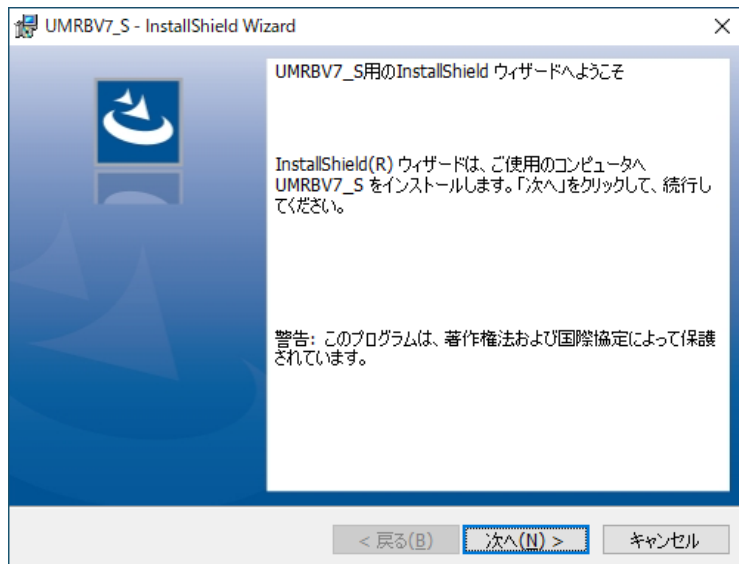 UMRBV7_S - InstallShield Wizard
UMRBV7_S用のInstallShield ウィザードへようこそ
InstallShield(R) ウィザードは、ご使用のコンピュータへ
UMRBV7_S をインストールします。「次へ」をクリックして、続行し
てください。
警告: このプログラムは、著作権法および国際協定によって保護
されています。
< 戻る(B)
次へ(N) >
キャンセル